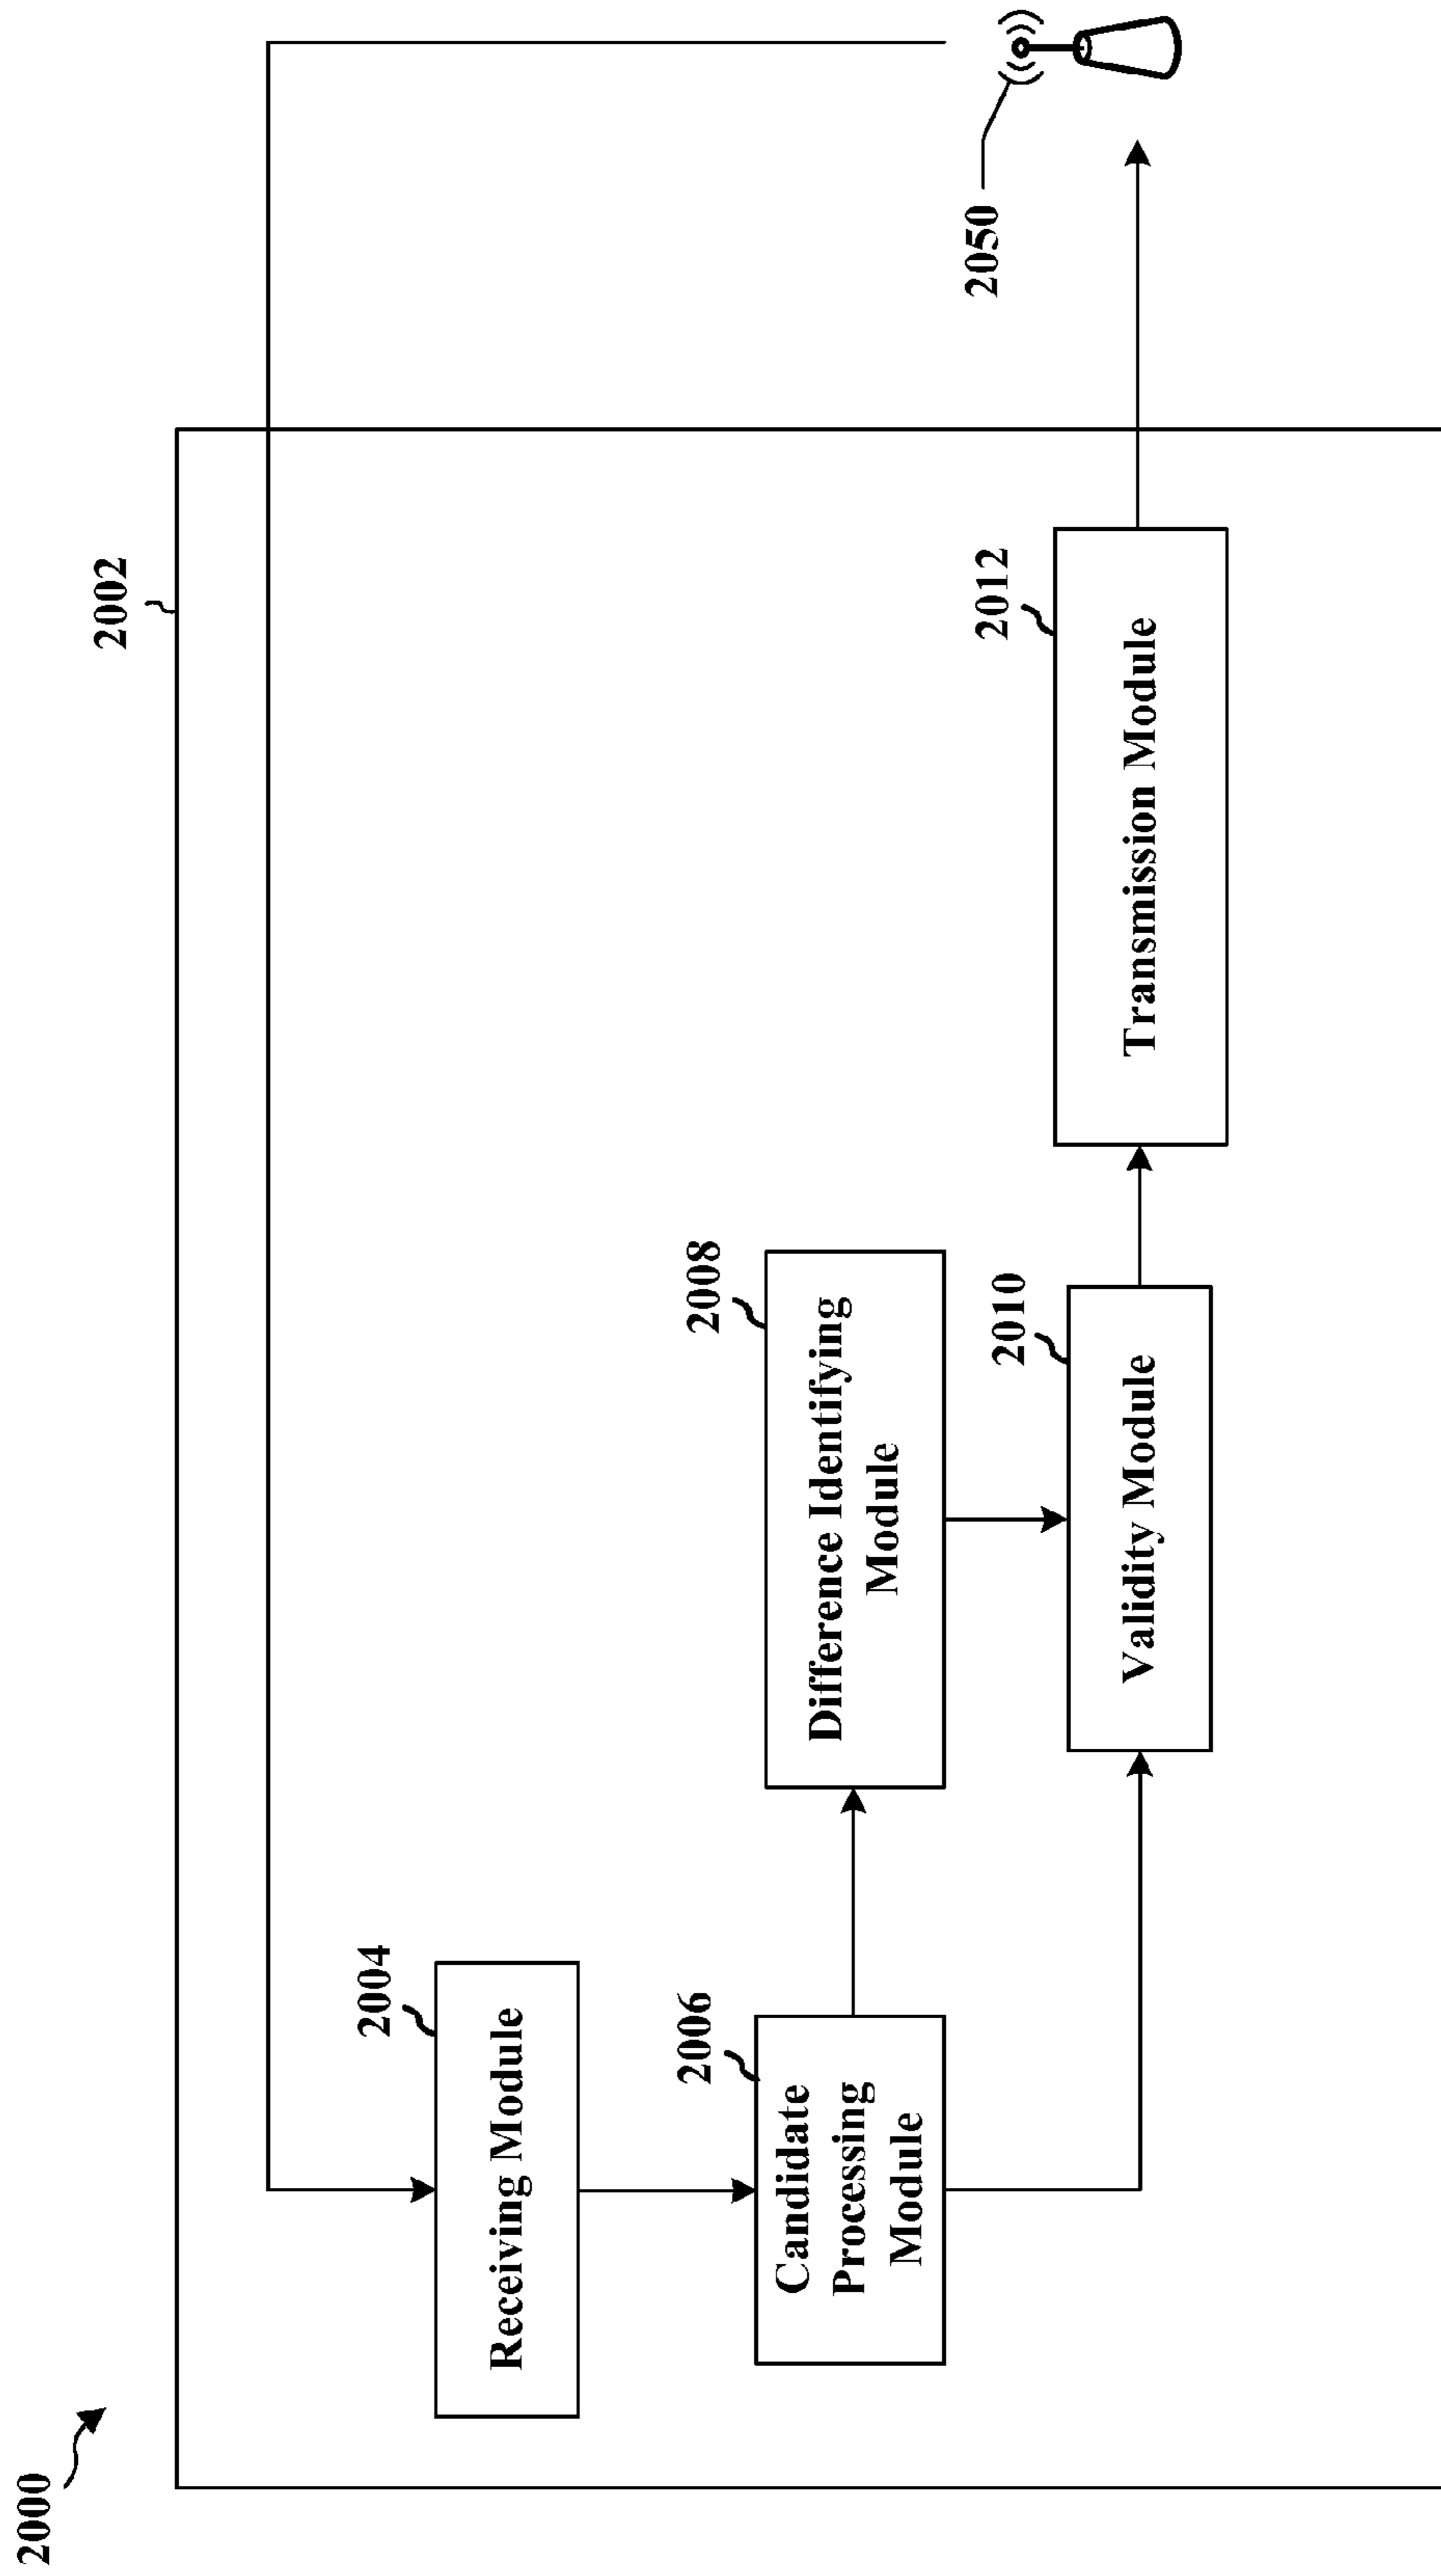 2000
2002
2004
Receiving Module
2006
Candidate
Processing
Module
2008
Difference Identifying
Module
2010
Validity Module
2012
Transmission Module
2050